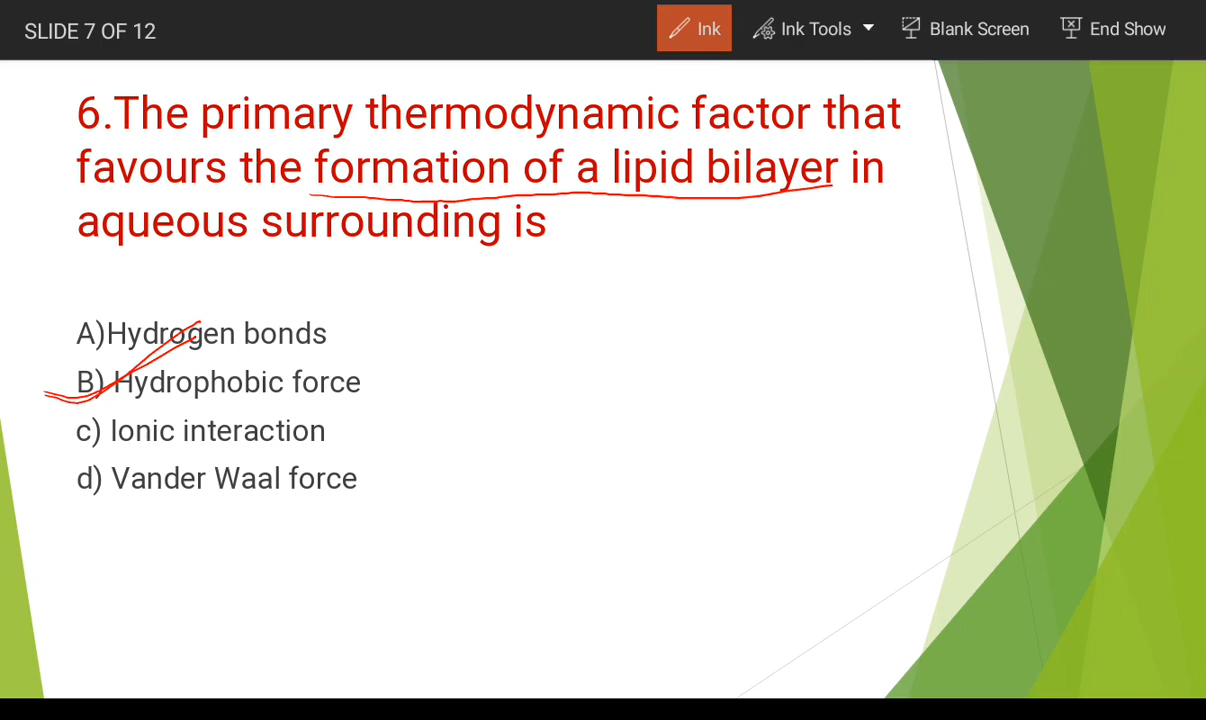 SLIDE 7 OF 12
Ink
Ink Tools
Blank Screen
End Show
6.The primary thermodynamic factor that
favours the formation of a lipid bilayer in
aqueous surrounding is
A)Hydrogen bonds
B) Hydrophobic force
c) Ionic interaction
d) Vander Waal force